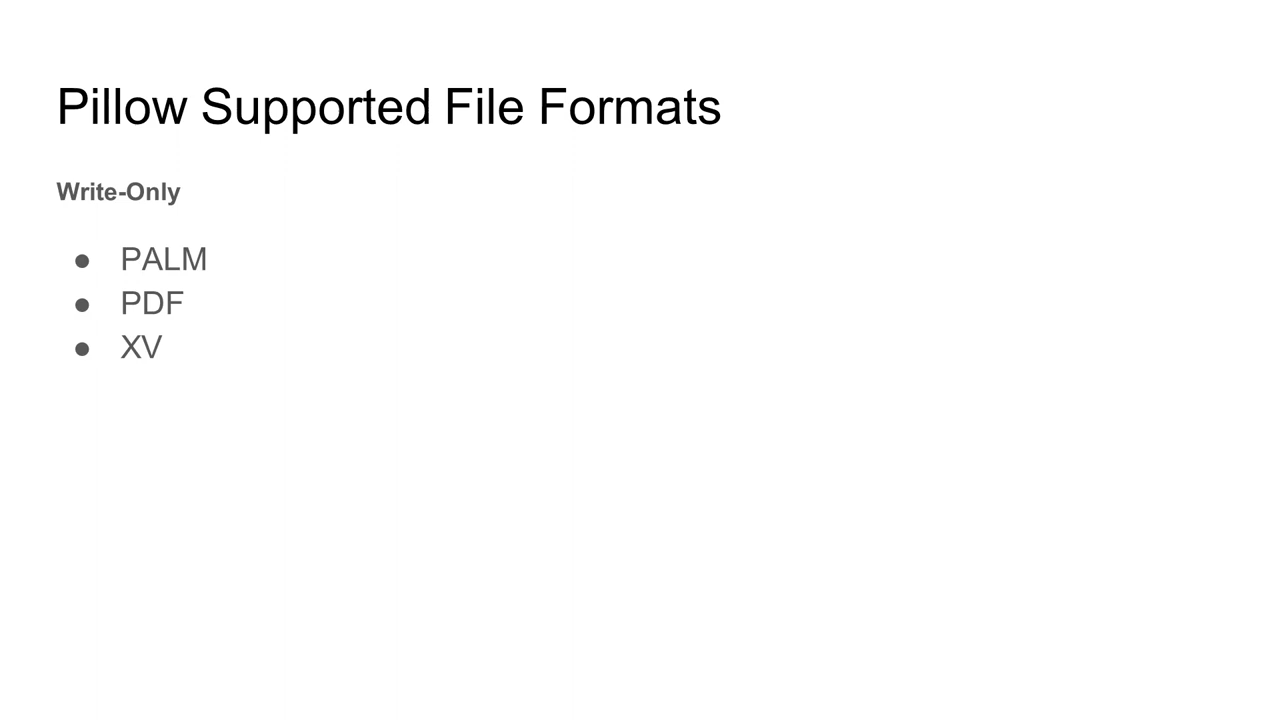 Pillow Supported File Formats
Write-Only
● PALM
● PDF
● XV